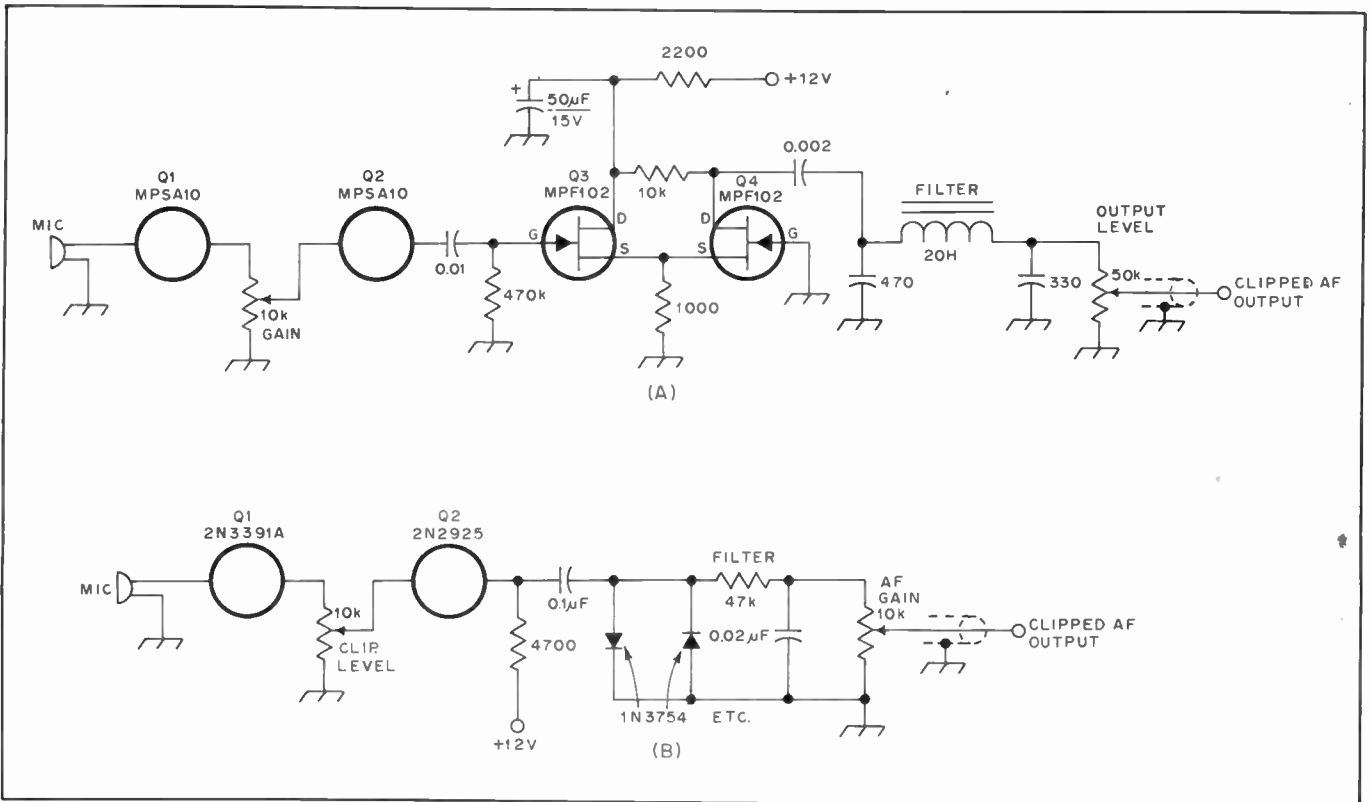 2200
+12V
+
50µF
15V
0.002
Q1
MPSA10
Q2
MPSA10
Q3
MPF102
10k
Q4
MPF102
FILTER
OUTPUT
LEVEL
MIC
G
D
S
D
S
G
0.01
470k
1000
10k
GAIN
470
20H
330
50k
CLIPPED AF
OUTPUT
(A)
Q1
2N3391A
Q2
2N2925
MIC
10k
CLIP
LEVEL
0.1µF
4700
+12V
FILTER
47k
0.02µF
AF
GAIN
10k
CLIPPED AF
OUTPUT
1N3754
ETC.
(B)